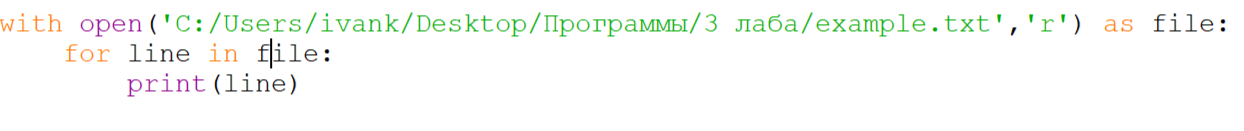 with open('C:/Users/ivank/Desktop/Программы/3 лаба/example.txt','r') as file:
    for line in file:
        print(line)